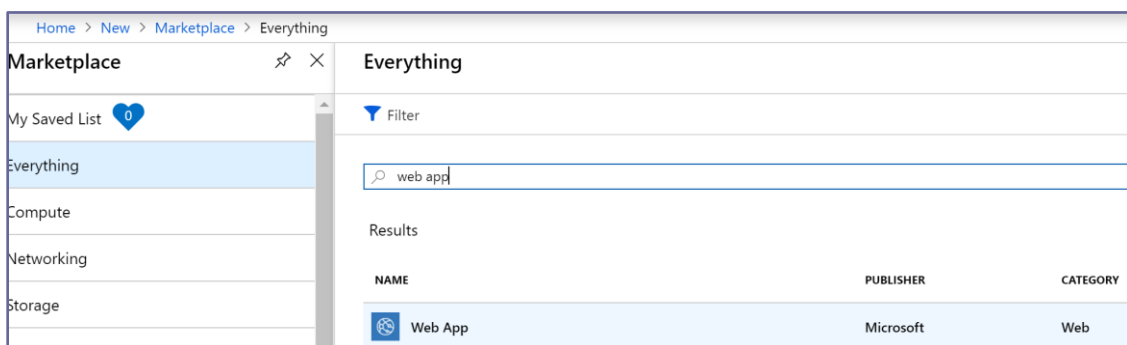 Home > New > Marketplace > Everything
Marketplace
My Saved List 0
Everything
Compute
Networking
Storage
Everything
Filter
web app
Results
NAME PUBLISHER CATEGORY
Web App Microsoft Web